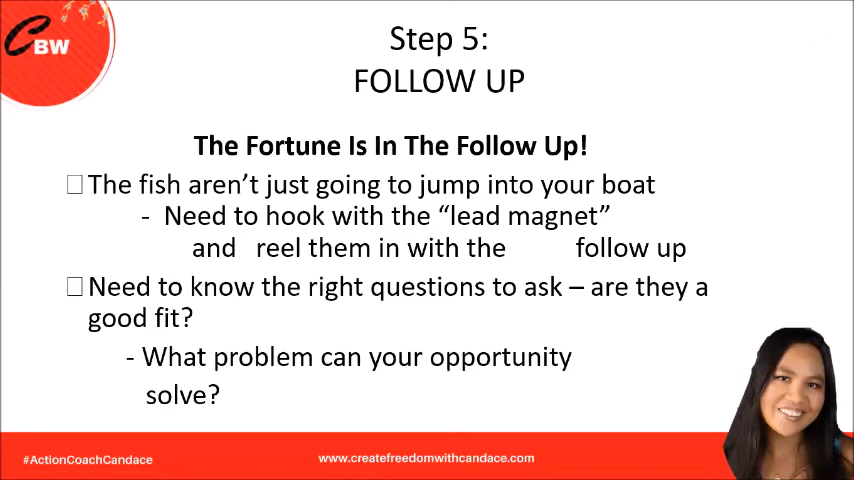 CBW
Step 5:
FOLLOW UP
The Fortune Is In The Follow Up!
The fish aren’t just going to jump into your boat
- Need to hook with the “lead magnet”
and reel them in with the follow up
Need to know the right questions to ask – are they a
good fit?
- What problem can your opportunity
solve?
#ActionCoachCandace
www.createfreedomwithcandace.com